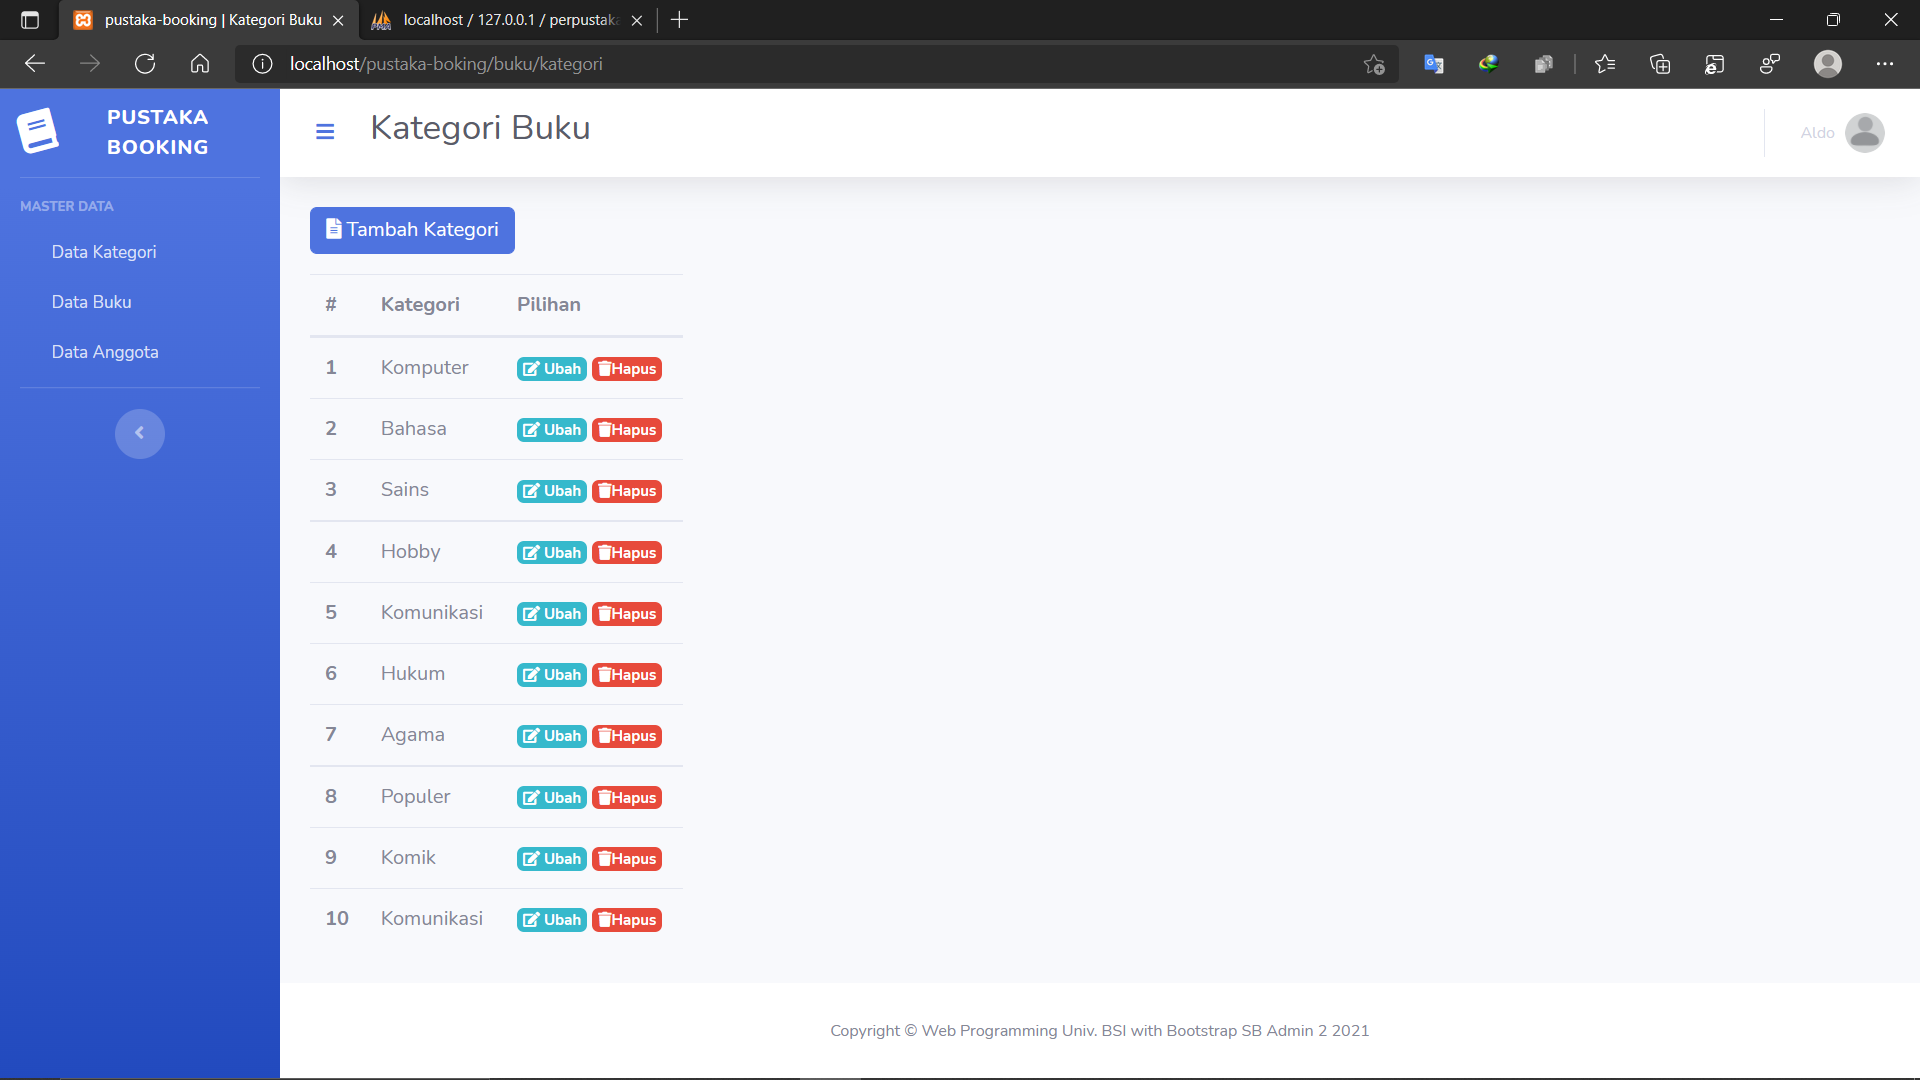 pustaka-booking | Kategori Buku
localhost / 127.0.0.1 / perpustaka
localhost/pustaka-boking/buku/kategori
PUSTAKA
BOOKING
Kategori Buku
Aldo
MASTER DATA
Data Kategori
Data Buku
Data Anggota
Tambah Kategori
# Kategori Pilihan
1 Komputer Ubah Hapus
2 Bahasa Ubah Hapus
3 Sains Ubah Hapus
4 Hobby Ubah Hapus
5 Komunikasi Ubah Hapus
6 Hukum Ubah Hapus
7 Agama Ubah Hapus
8 Populer Ubah Hapus
9 Komik Ubah Hapus
10 Komunikasi Ubah Hapus
Copyright © Web Programming Univ. BSI with Bootstrap SB Admin 2 2021